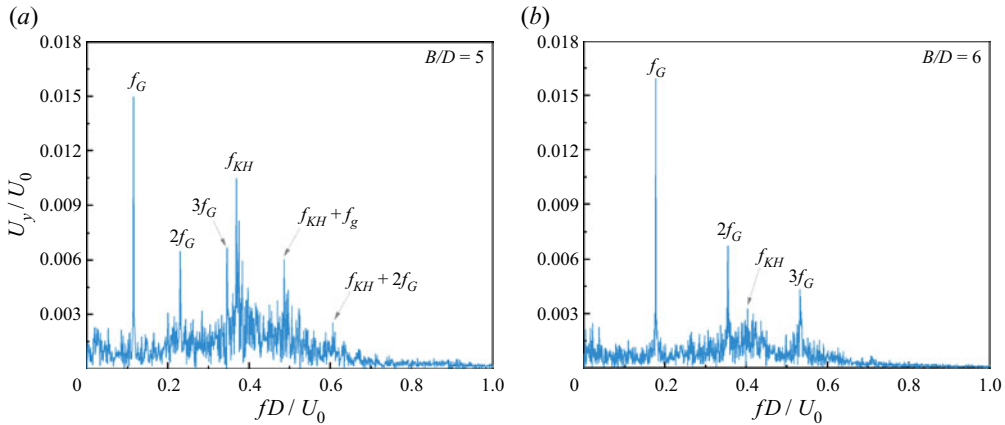 (a)
0.018
B/D = 5
f_G
0.015
0.012
f_KH
U_y / U_0
0.009
3f_G
f_KH + f_g
2f_G
0.006
f_KH + 2f_G
0.003
0 0.2 0.4 0.6 0.8 1.0
fD / U_0
(b)
0.018
B/D = 6
f_G
0.015
0.012
0.009
2f_G
f_KH
0.006
3f_G
0.003
0 0.2 0.4 0.6 0.8 1.0
fD / U_0